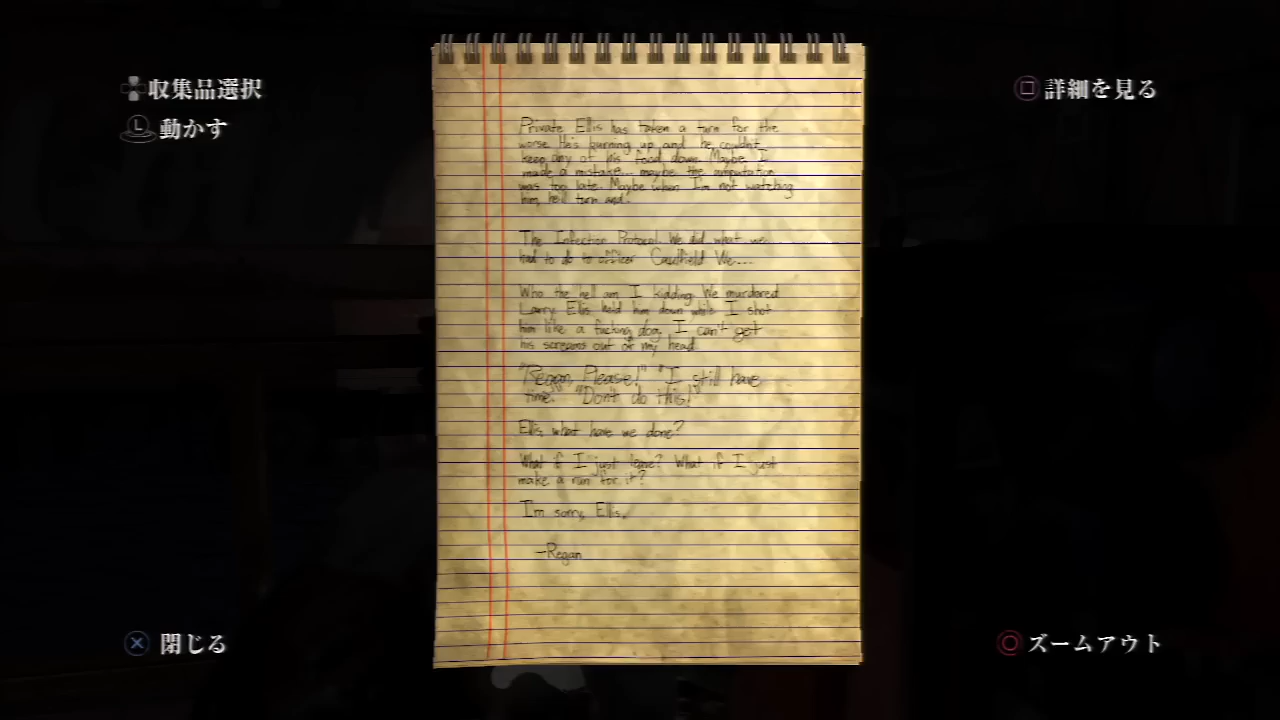 収集品選択
L 動かす
詳細を見る
Private Ellis has taken a turn for the
worse. He's burning up and he couldn't
keep any of his food down. Maybe I
made a mistake... maybe the amputation
was too late. Maybe when I'm not watching
him, he'll turn and.
The Infection Protocol. We did what we
had to do to officer Caulfield. We....
Who the hell am I kidding. We murdered
Larry. Ellis held him down while I shot
him like a fucking dog. I can't get
his screams out of my head.
"Regan, Please!" "I still have
time." "Don't do this!"
Ellis, what have we done?
What if I just leave? What if I just
make a run for it?
I'm sorry, Ellis.
-Regan
閉じる
ズームアウト